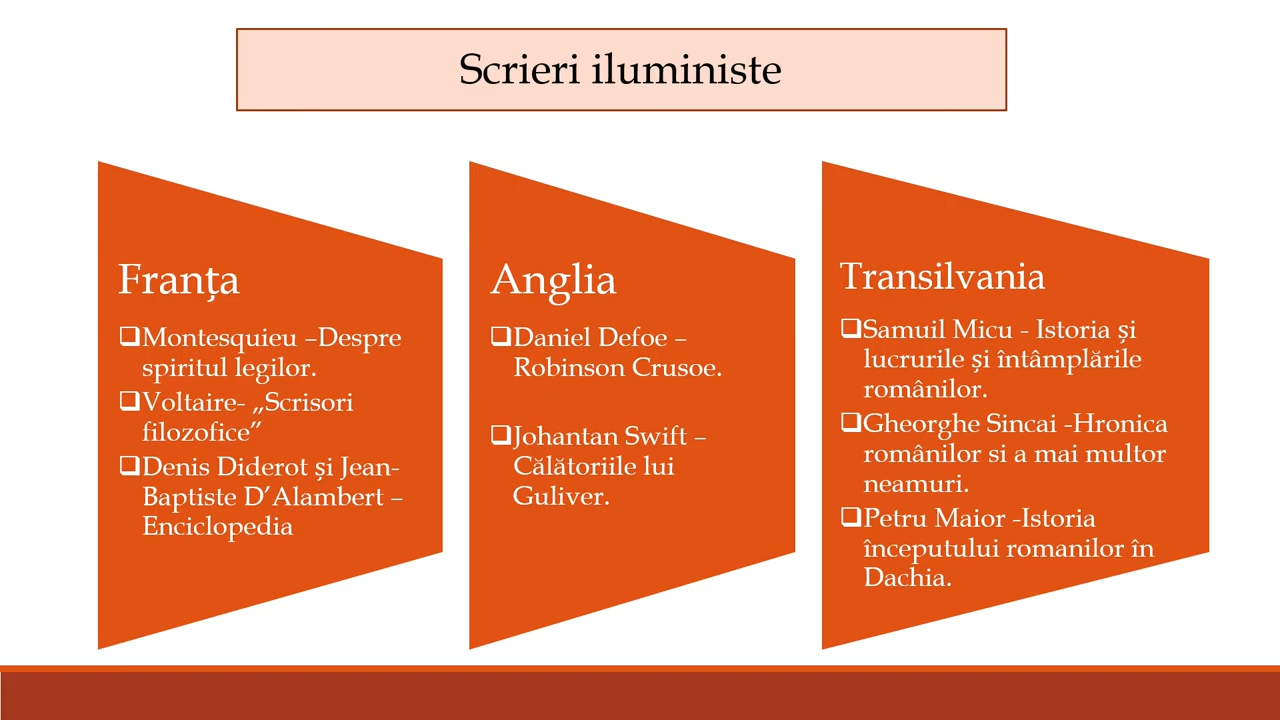 Scrieri iluministe
Franța
❑Montesquieu –Despre
spiritul legilor.
❑Voltaire- „Scrisori
filozofice”
❑Denis Diderot și Jean-
Baptiste D’Alambert –
Enciclopedia
Anglia
❑Daniel Defoe –
Robinson Crusoe.
❑Johantan Swift –
Călătoriile lui
Guliver.
Transilvania
❑Samuil Micu - Istoria și
lucrurile și întâmplările
românilor.
❑Gheorghe Sincai -Hronica
românilor si a mai multor
neamuri.
❑Petru Maior -Istoria
începutului romanilor în
Dachia.